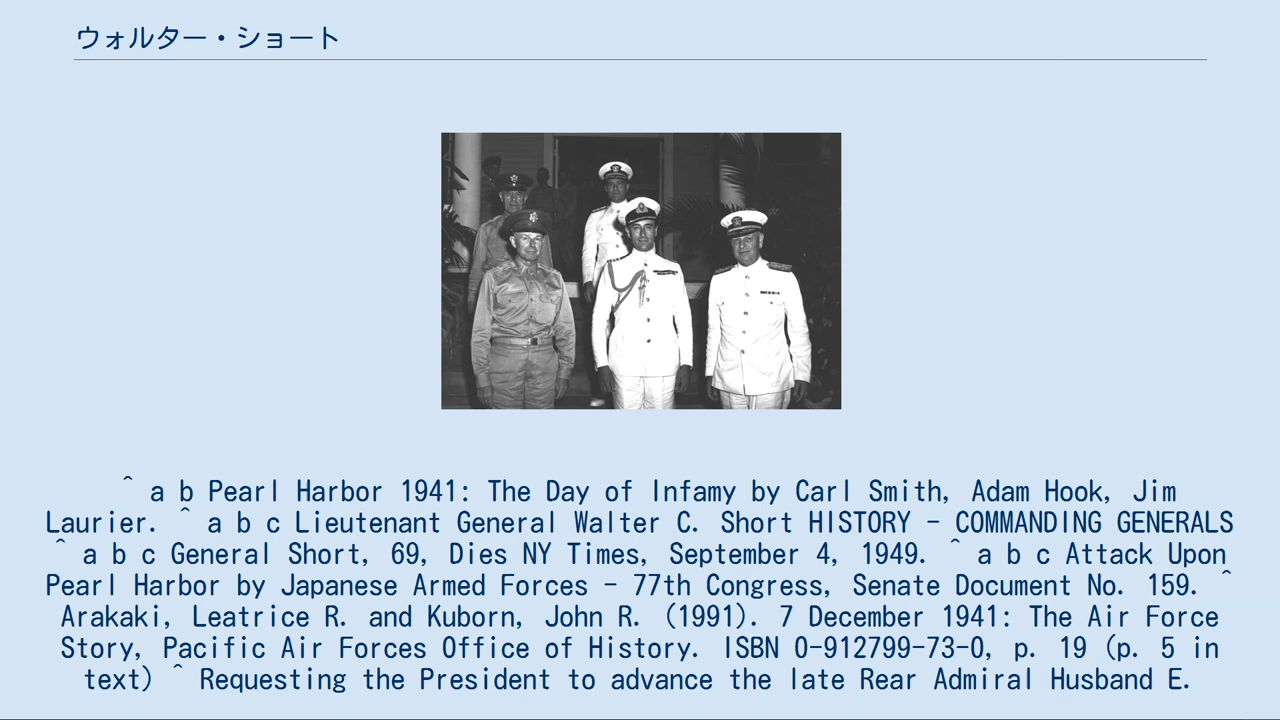 ウォルター・ショート
^ a b Pearl Harbor 1941: The Day of Infamy by Carl Smith, Adam Hook, Jim
Laurier. ^ a b c Lieutenant General Walter C. Short HISTORY - COMMANDING GENERALS
^ a b c General Short, 69, Dies NY Times, September 4, 1949. ^ a b c Attack Upon
Pearl Harbor by Japanese Armed Forces - 77th Congress, Senate Document No. 159. ^
Arakaki, Leatrice R. and Kuborn, John R. (1991). 7 December 1941: The Air Force
Story, Pacific Air Forces Office of History. ISBN 0-912799-73-0, p. 19 (p. 5 in
text) ^ Requesting the President to advance the late Rear Admiral Husband E.